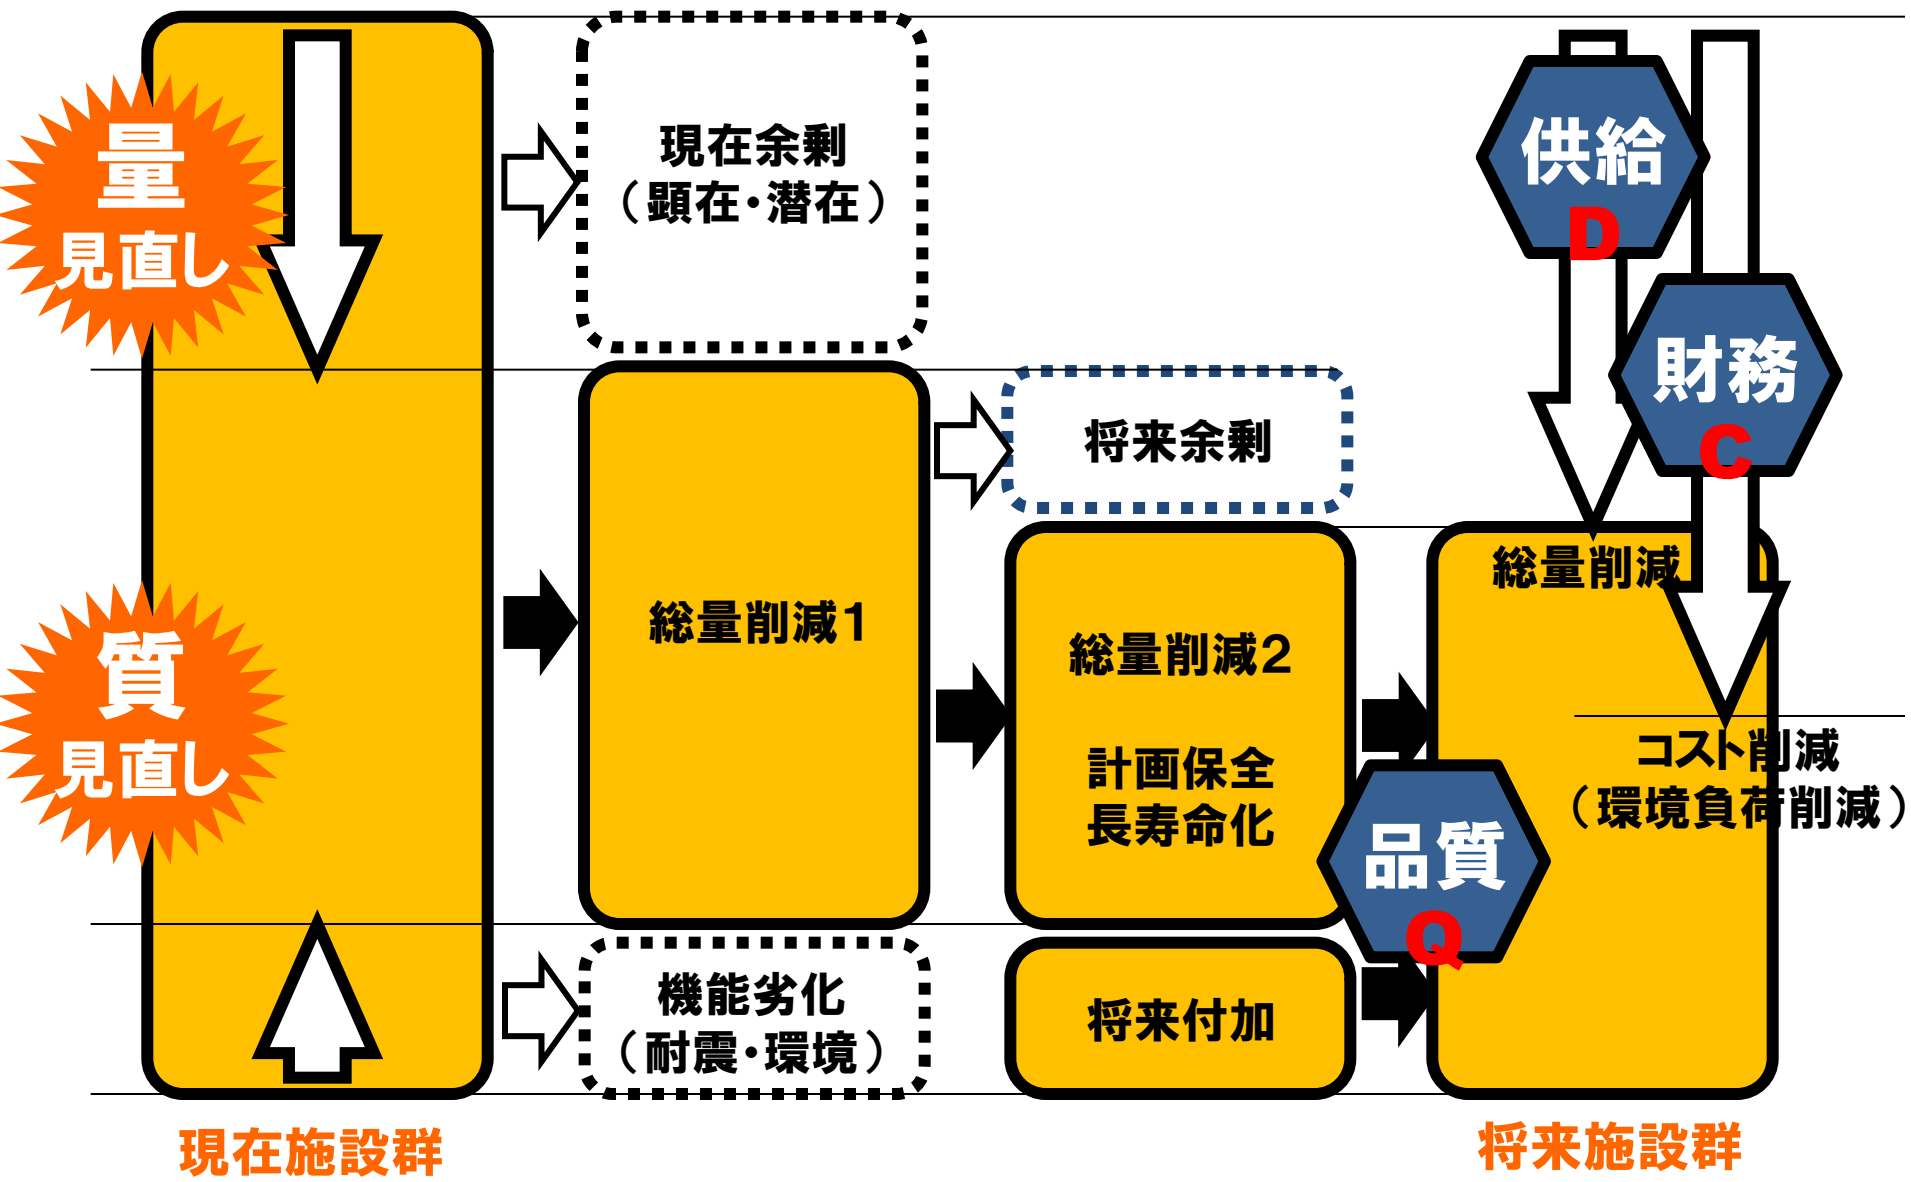 量
見直し
質
見直し
現在施設群
現在余剰
（顕在・潜在）
総量削減1
機能劣化
（耐震・環境）
将来余剰
総量削減2
計画保全
長寿命化
将来付加
供給
D
財務
C
品質
Q
総量削減
コスト削減
（環境負荷削減）
将来施設群